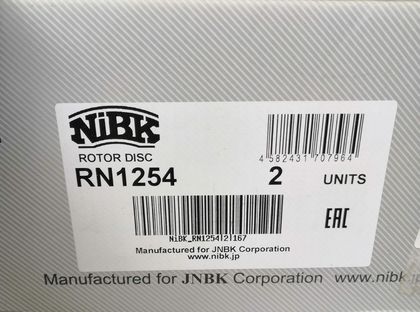 NiBK
ROTOR DISC
RN1254
2 UNITS
4 582431 707964
EAC
NiBK_RN1254|2|167
Manufactured for JNBK Corporation
www.nibk.jp
Manufactured for JNBK Corporation www.nibk.jp